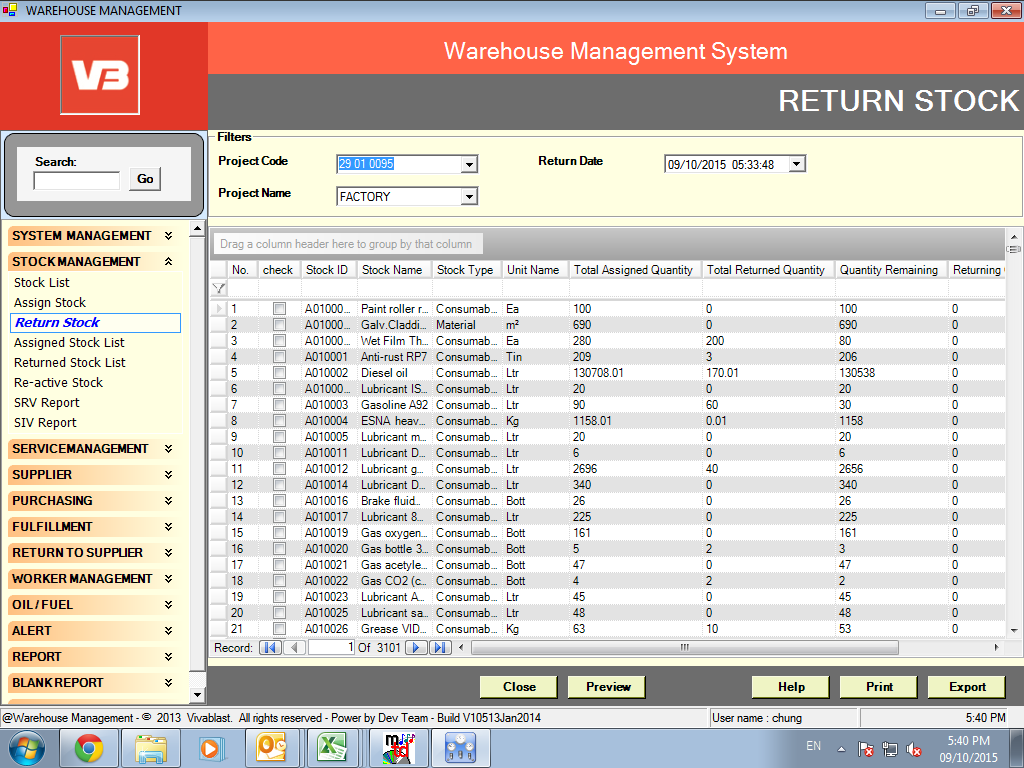 WAREHOUSE MANAGEMENT
V3
Warehouse Management System
RETURN STOCK
Search:
Go
Filters
Project Code 29 01 0095 Return Date 09/10/2015 05:33:48
Project Name FACTORY
SYSTEM MANAGEMENT
STOCK MANAGEMENT
Stock List
Assign Stock
Return Stock
Assigned Stock List
Returned Stock List
Re-active Stock
SRV Report
SIV Report
SERVICE MANAGEMENT
SUPPLIER
PURCHASING
FULFILLMENT
RETURN TO SUPPLIER
WORKER MANAGEMENT
OIL / FUEL
ALERT
REPORT
BLANK REPORT
Drag a column header here to group by that column
No. check Stock ID Stock Name Stock Type Unit Name Total Assigned Quantity Total Returned Quantity Quantity Remaining Returning
1 A01000... Paint roller r... Consumab... Ea 100 0 100 0
2 A01000... Galv.Claddi... Material m² 690 0 690 0
3 A01000... Wet Film Th... Consumab... Ea 280 200 80 0
4 A010001 Anti-rust RP7 Consumab... Tin 209 3 206 0
5 A010002 Diesel oil Consumab... Ltr 130708.01 170.01 130538 0
6 A01000... Lubricant IS... Consumab... Ltr 20 0 20 0
7 A010003 Gasoline A92 Consumab... Ltr 90 60 30 0
8 A010004 ESNA heav... Consumab... Kg 1158.01 0.01 1158 0
9 A010005 Lubricant m... Consumab... Ltr 20 0 20 0
10 A010011 Lubricant D... Consumab... Ltr 6 0 6 0
11 A010012 Lubricant g... Consumab... Ltr 2696 40 2656 0
12 A010014 Lubricant D... Consumab... Ltr 340 0 340 0
13 A010016 Brake fluid... Consumab... Bott 26 0 26 0
14 A010017 Lubricant 8... Consumab... Ltr 225 0 225 0
15 A010019 Gas oxygen... Consumab... Bott 161 0 161 0
16 A010020 Gas bottle 3... Consumab... Bott 5 2 3 0
17 A010021 Gas acetyle... Consumab... Bott 47 0 47 0
18 A010022 Gas CO2 (c... Consumab... Bott 4 2 2 0
19 A010023 Lubricant A... Consumab... Ltr 45 0 45 0
20 A010025 Lubricant sa... Consumab... Ltr 48 0 48 0
21 A010026 Grease VID... Consumab... Kg 63 10 53 0
Record: 1 Of 3101
Close Preview Help Print Export
@Warehouse Management - © 2013 Vivablast. All rights reserved - Power by Dev Team - Build V10513Jan2014 User name : chung 5:40 PM
EN 5:40 PM
09/10/2015